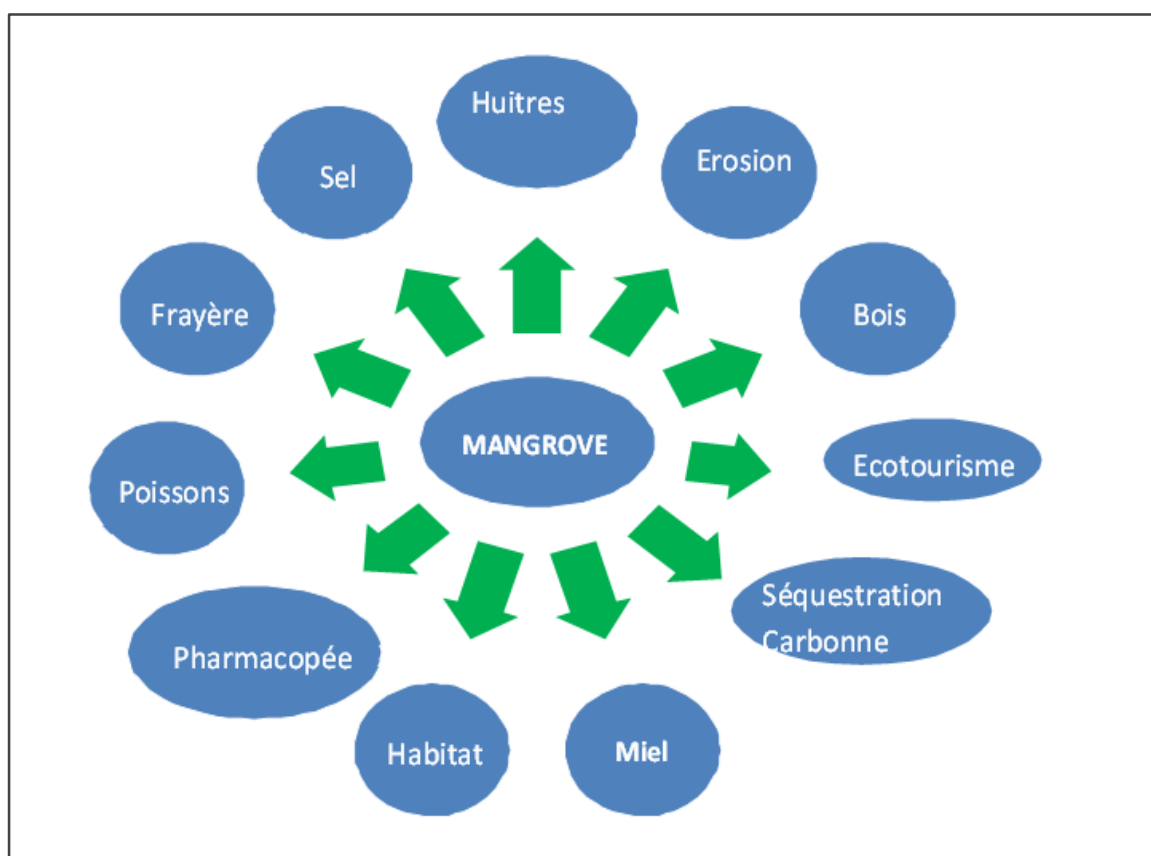 Huitres
Erosion
Sel
Bois
Frayère
MANGROVE
Ecotourisme
Poissons
Séquestration
Carbonne
Pharmacopée
Habitat
Miel